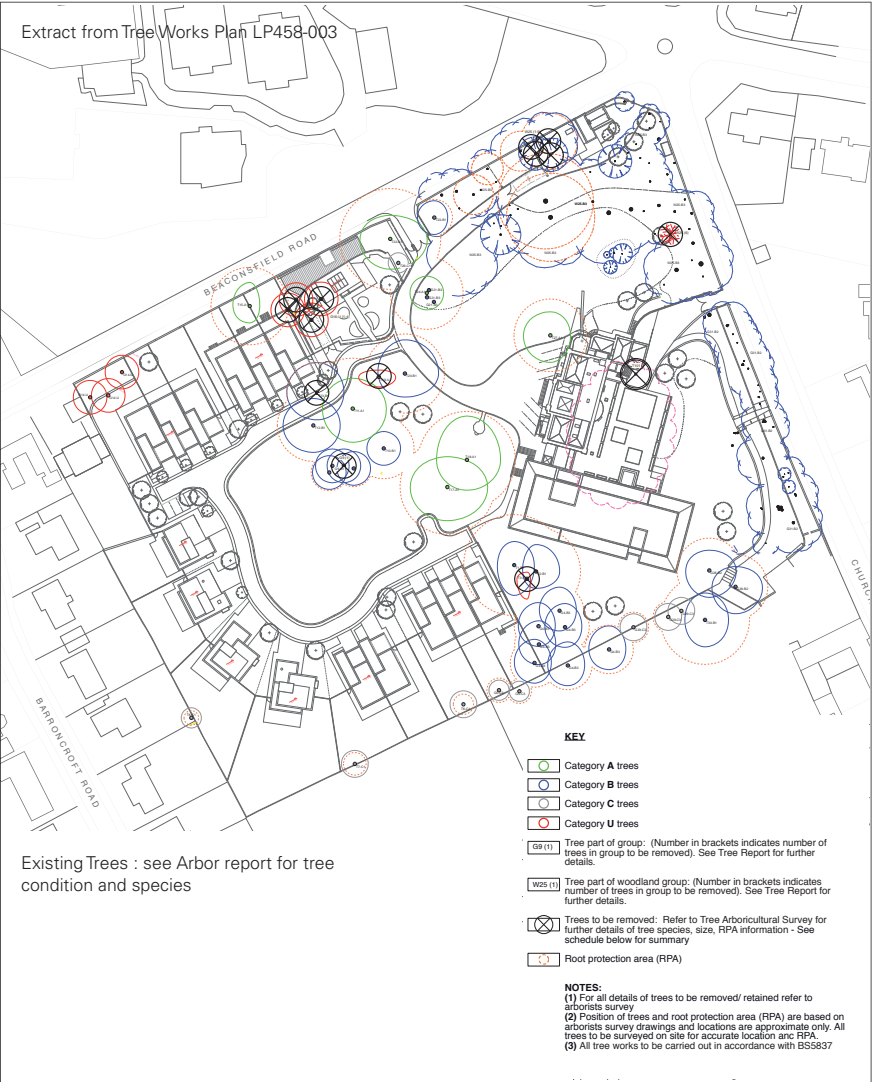 Extract from Tree Works Plan LP458-003
BEACONSFIELD ROAD
BARRONCROFT ROAD
Existing Trees : see Arbor report for tree
condition and species
KEY
Category A trees
Category B trees
Category C trees
Category U trees
G9 (1)
Tree part of group: (Number in brackets indicates number of
trees in group to be removed). See Tree Report for further
details.
W25 (1)
Tree part of woodland group: (Number in brackets indicates
number of trees in group to be removed). See Tree Report for
further details.
Trees to be removed: Refer to Tree Arboricultural Survey for
further details of tree species, size, RPA information - See
schedule below for summary
Root protection area (RPA)
NOTES:
(1) For all details of trees to be removed/ retained refer to
arborists survey
(2) Position of trees and root protection area (RPA) are based on
arborists survey drawings and locations are approximate only. All
trees to be surveyed on site for accurate location anc RPA.
(3) All tree works to be carried out in accordance with BS5837